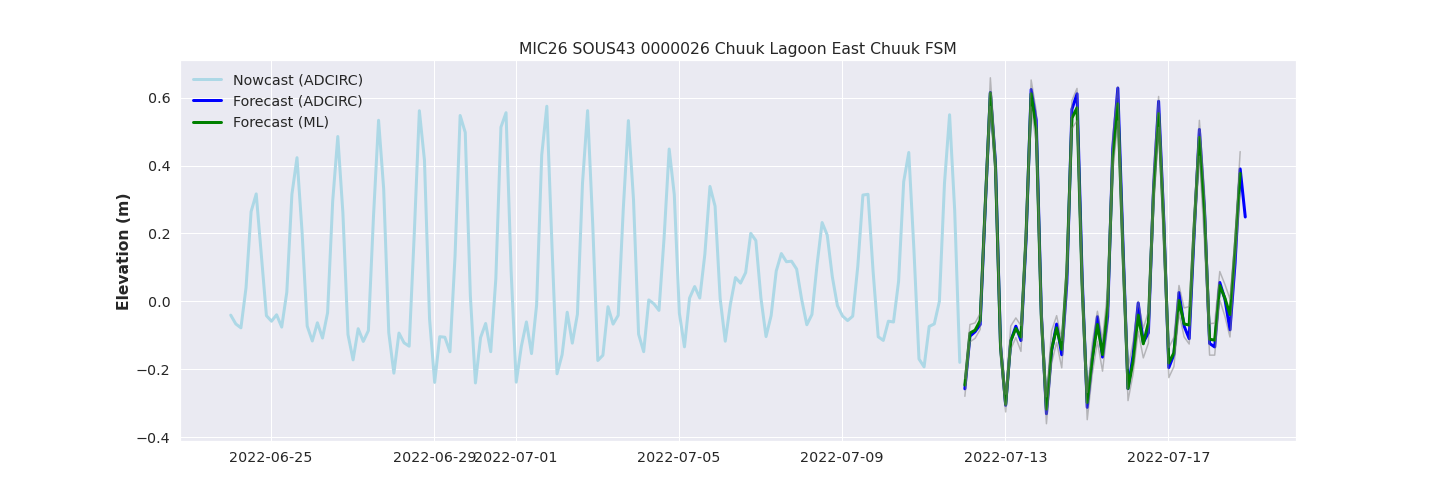 MIC26 SOUS43 0000026 Chuuk Lagoon East Chuuk FSM
Nowcast (ADCIRC)
Forecast (ADCIRC)
Forecast (ML)
Elevation (m)
0.6
0.4
0.2
0.0
−0.2
−0.4
2022-06-25 2022-06-29 2022-07-01 2022-07-05 2022-07-09 2022-07-13 2022-07-17